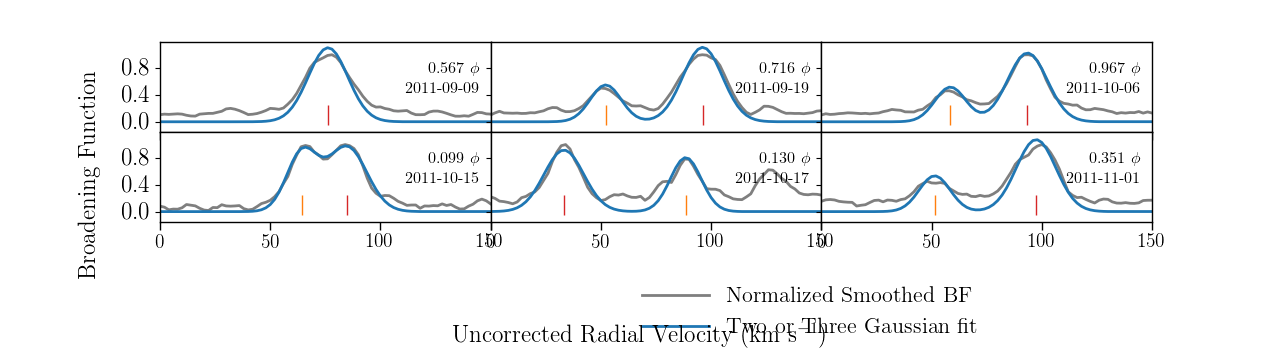 Broadening Function
0.8
0.4
0.0
0.567 ϕ
2011-09-09
0.716 ϕ
2011-09-19
0.967 ϕ
2011-10-06
0.8
0.4
0.0
0.099 ϕ
2011-10-15
0.130 ϕ
2011-10-17
0.351 ϕ
2011-11-01
0 50 100 150 0 50 100 150 0 50 100 150
Normalized Smoothed BF
Two or Three Gaussian fit
Uncorrected Radial Velocity (km s⁻¹)